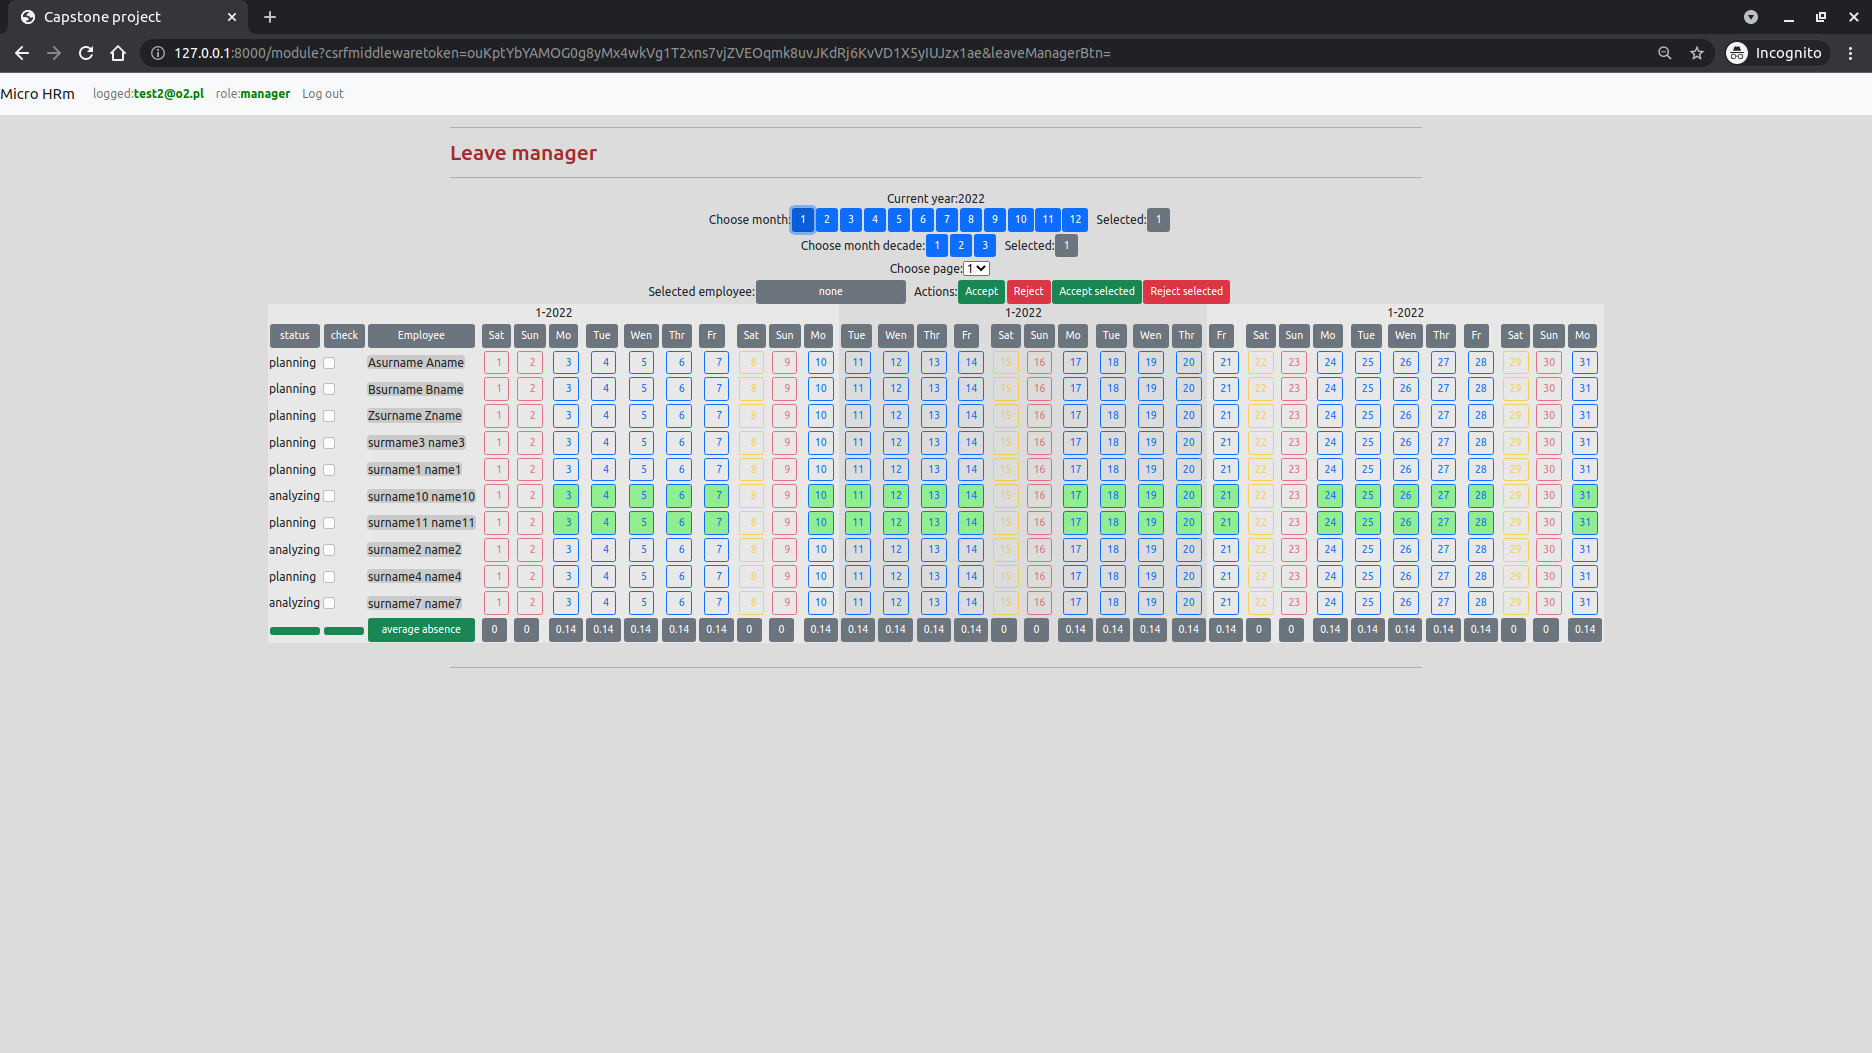 Capstone project
127.0.0.1:8000/module?csrfmiddlewaretoken=ouKptYbYAMOG0g8yMx4wkVg1T2xns7vjZVEOqmk8uvJKdRj6KvVD1X5yIUJzx1ae&leaveManagerBtn=
Incognito
Micro HRm logged:test2@o2.pl role:manager Log out
Leave manager
Current year:2022
Choose month: 1 2 3 4 5 6 7 8 9 10 11 12 Selected: 1
Choose month decade: 1 2 3 Selected: 1
Choose page: 1
Selected employee: none Actions: Accept Reject Accept selected Reject selected
1-2022 1-2022 1-2022
status check Employee Sat Sun Mo Tue Wen Thr Fr Sat Sun Mo Tue Wen Thr Fr Sat Sun Mo Tue Wen Thr Fr Sat Sun Mo Tue Wen Thr Fr Sat Sun Mo
planning Asurname Aname 1 2 3 4 5 6 7 8 9 10 11 12 13 14 15 16 17 18 19 20 21 22 23 24 25 26 27 28 29 30 31
planning Bsurname Bname 1 2 3 4 5 6 7 8 9 10 11 12 13 14 15 16 17 18 19 20 21 22 23 24 25 26 27 28 29 30 31
planning Zsurname Zname 1 2 3 4 5 6 7 8 9 10 11 12 13 14 15 16 17 18 19 20 21 22 23 24 25 26 27 28 29 30 31
planning surmame3 name3 1 2 3 4 5 6 7 8 9 10 11 12 13 14 15 16 17 18 19 20 21 22 23 24 25 26 27 28 29 30 31
planning surname1 name1 1 2 3 4 5 6 7 8 9 10 11 12 13 14 15 16 17 18 19 20 21 22 23 24 25 26 27 28 29 30 31
analyzing surname10 name10 1 2 3 4 5 6 7 8 9 10 11 12 13 14 15 16 17 18 19 20 21 22 23 24 25 26 27 28 29 30 31
planning surname11 name11 1 2 3 4 5 6 7 8 9 10 11 12 13 14 15 16 17 18 19 20 21 22 23 24 25 26 27 28 29 30 31
analyzing surname2 name2 1 2 3 4 5 6 7 8 9 10 11 12 13 14 15 16 17 18 19 20 21 22 23 24 25 26 27 28 29 30 31
planning surname4 name4 1 2 3 4 5 6 7 8 9 10 11 12 13 14 15 16 17 18 19 20 21 22 23 24 25 26 27 28 29 30 31
analyzing surname7 name7 1 2 3 4 5 6 7 8 9 10 11 12 13 14 15 16 17 18 19 20 21 22 23 24 25 26 27 28 29 30 31
average absence 0 0 0.14 0.14 0.14 0.14 0.14 0 0 0.14 0.14 0.14 0.14 0.14 0 0 0.14 0.14 0.14 0.14 0.14 0 0 0.14 0.14 0.14 0.14 0.14 0 0 0.14